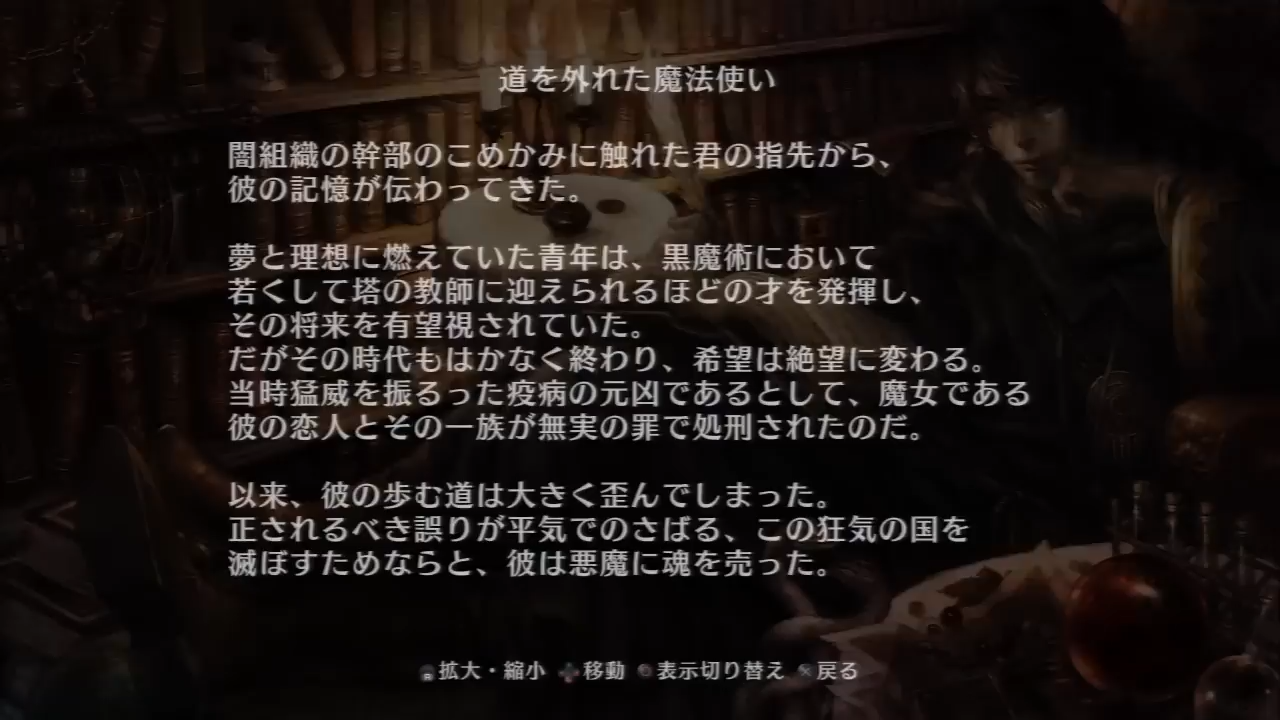 道を外れた魔法使い
闇組織の幹部のこめかみに触れた君の指先から、
彼の記憶が伝わってきた。
夢と理想に燃えていた青年は、黒魔術において
若くして塔の教師に迎えられるほどの才を発揮し、
その将来を有望視されていた。
だがその時代もはかなく終わり、希望は絶望に変わる。
当時猛威を振るった疫病の元凶であるとして、魔女である
彼の恋人とその一族が無実の罪で処刑されたのだ。
以来、彼の歩む道は大きく歪んでしまった。
正されるべき誤りが平気でのさばる、この狂気の国を
滅ぼすためならと、彼は悪魔に魂を売った。
拡大・縮小 移動 表示切り替え 戻る